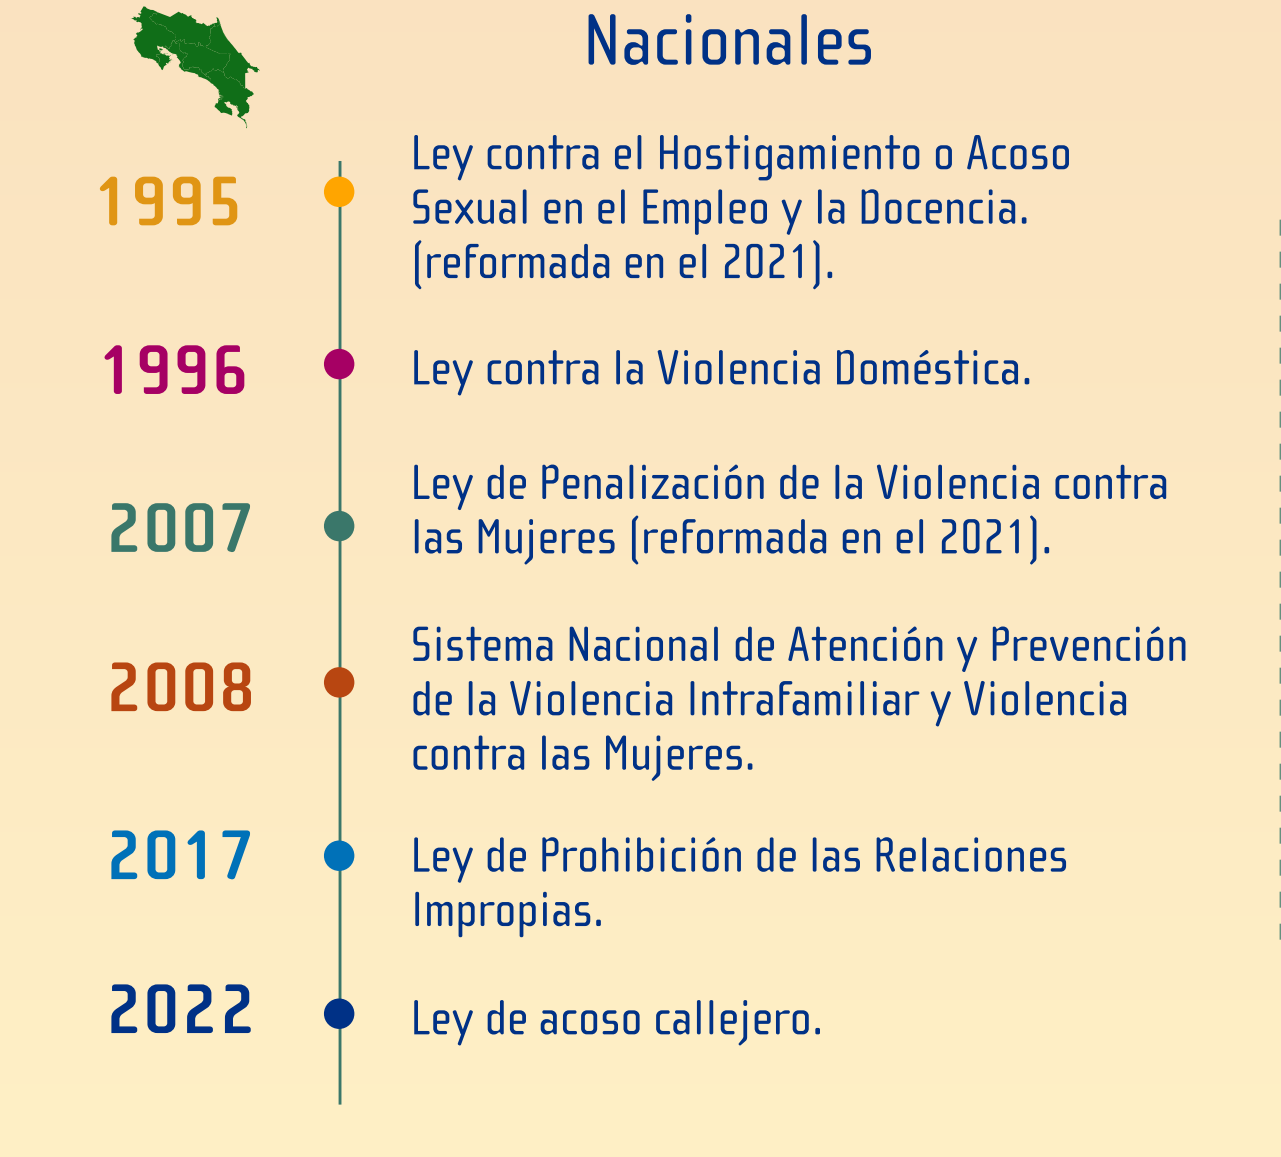 Nacionales
1995
Ley contra el Hostigamiento o Acoso
Sexual en el Empleo y la Docencia.
(reformada en el 2021).
1996
Ley contra la Violencia Doméstica.
2007
Ley de Penalización de la Violencia contra
las Mujeres (reformada en el 2021).
2008
Sistema Nacional de Atención y Prevención
de la Violencia Intrafamiliar y Violencia
contra las Mujeres.
2017
Ley de Prohibición de las Relaciones
Impropias.
2022
Ley de acoso callejero.